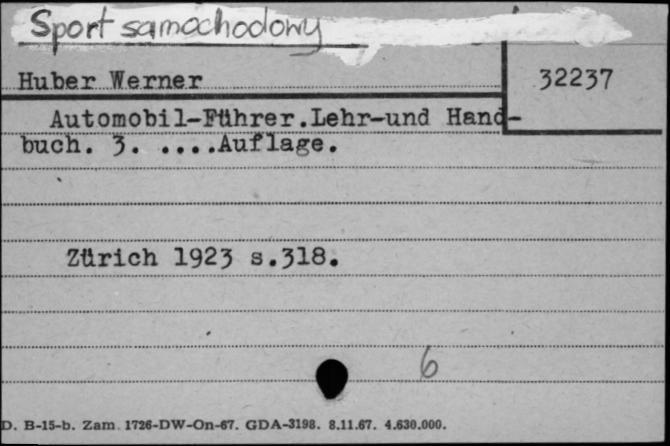 Sport samochodowy
Huber Werner 32237
Automobil-Führer.Lehr-und Hand-
buch. 3. ....Auflage.
Zürich 1923 s.318.
6
D. B-15-b. Zam. 1726-DW-On-67. GDA-3198. 8.11.67. 4.630.000.